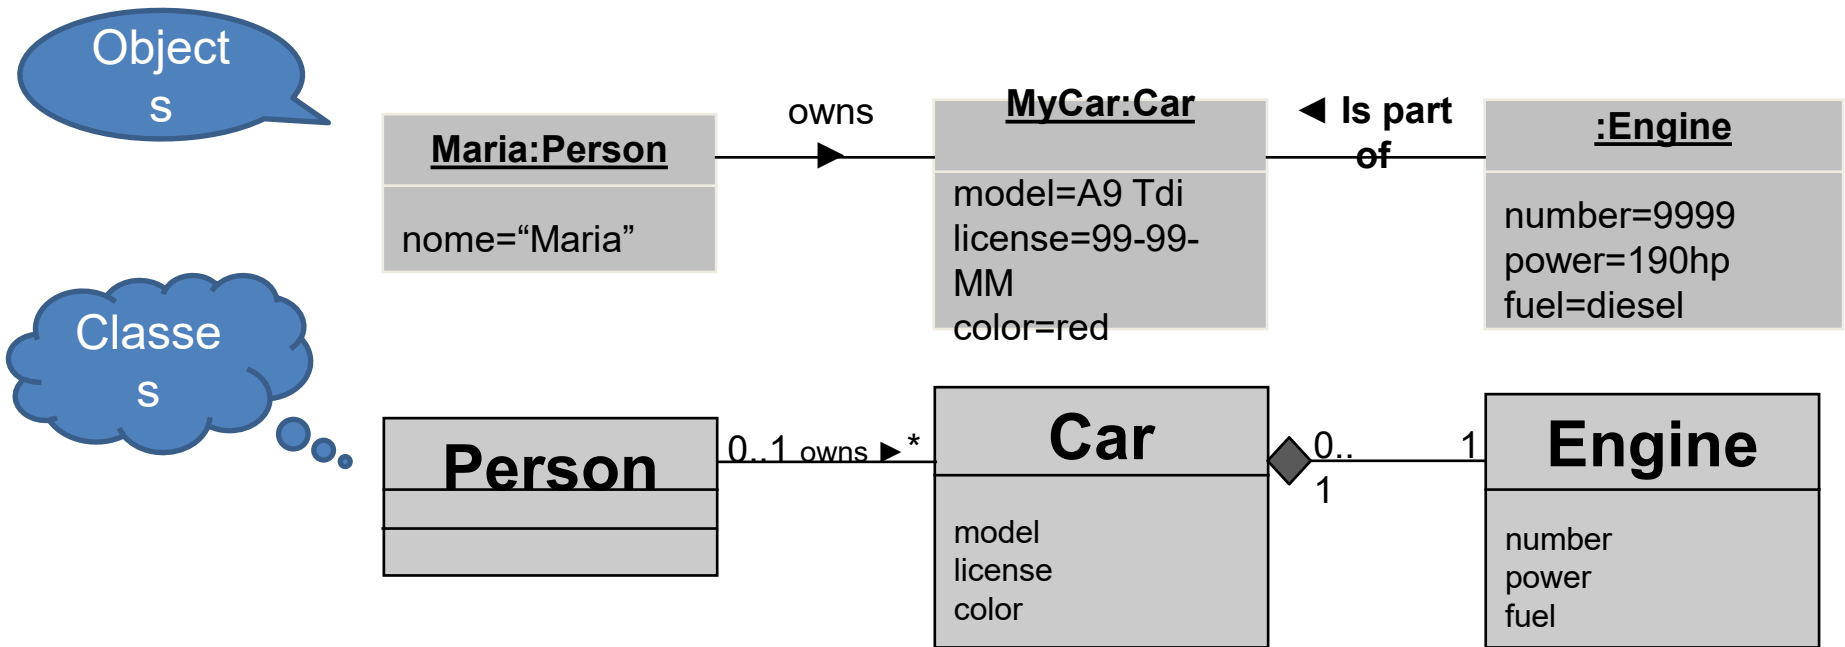 Object
s
owns
►
Maria:Person
nome=“Maria”
MyCar:Car
model=A9 Tdi
license=99-99-
MM
color=red
◄ Is part
of
:Engine
number=9999
power=190hp
fuel=diesel
Classe
s
Person
0..1 owns ►*
Car
model
license
color
0..
1
1
Engine
number
power
fuel